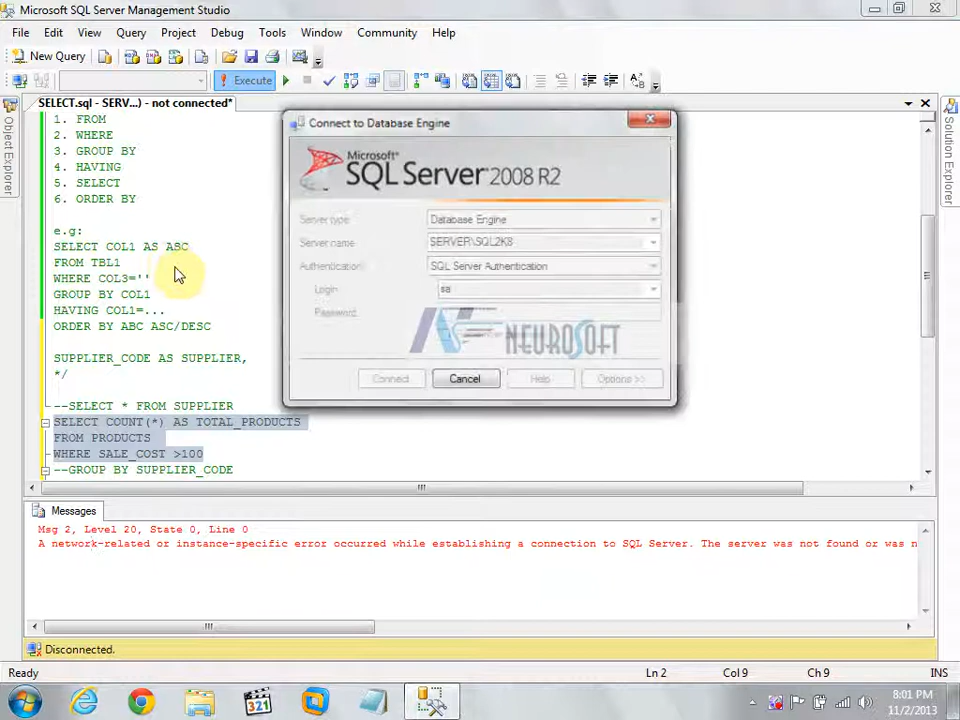 Microsoft SQL Server Management Studio
File Edit View Query Project Debug Tools Window Community Help
New Query
Execute
SELECT.sql - SERV...) - not connected*
Object Explorer
Solution
1. FROM
2. WHERE
3. GROUP BY
4. HAVING
5. SELECT
6. ORDER BY
e.g:
SELECT COL1 AS ASC
FROM TBL1
WHERE COL3=''
GROUP BY COL1
HAVING COL1=...
ORDER BY ABC ASC/DESC
SUPPLIER_CODE AS SUPPLIER,
*/
--SELECT * FROM SUPPLIER
SELECT COUNT(*) AS TOTAL_PRODUCTS
FROM PRODUCTS
WHERE SALE_COST >100
--GROUP BY SUPPLIER_CODE
Connect to Database Engine
Microsoft
SQL Server 2008 R2
Server type: Database Engine
Server name: SERVER\SQL2K8
Authentication: SQL Server Authentication
Login: sa
Password:
NEUROSOFT
Connect Cancel Help Options >>
Messages
Msg 2, Level 20, State 0, Line 0
A network-related or instance-specific error occurred while establishing a connection to SQL Server. The server was not found or was n
Disconnected.
Ready Ln 2 Col 9 Ch 9 INS
321
8:01 PM
11/2/2013